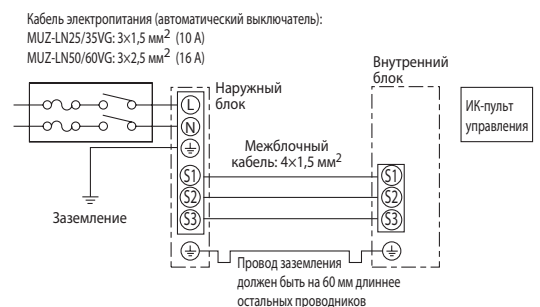 Кабель электропитания (автоматический выключатель):
MUZ-LN25/35VG: 3×1,5 мм² (10 А)
MUZ-LN50/60VG: 3×2,5 мм² (16 А)
Наружный
блок
Внутренний
блок
ИК-пульт
управления
L
N
Межблочный
кабель: 4×1,5 мм²
S1
S2
S3
S1
S2
S3
Заземление
Провод заземления
должен быть на 60 мм длиннее
остальных проводников